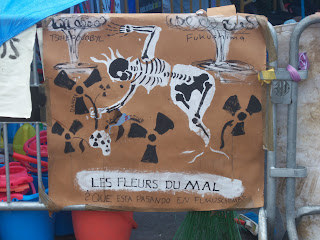 Fukushima
LES FLEURS DU MAL
¿QUE ESTA PASANDO EN FUKUSHIMA?